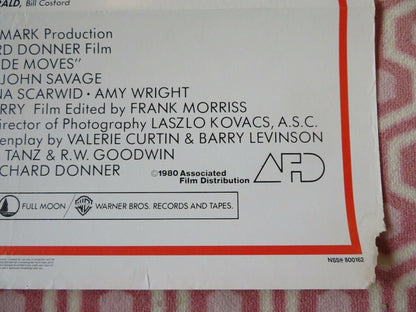 RALD, Bill Cosford
MARK Production
RD DONNER Film
DE MOVES"
JOHN SAVAGE
NA SCARWID • AMY WRIGHT
RRY Film Edited by FRANK MORRISS
irector of Photography LASZLO KOVACS, A.S.C.
enplay by VALERIE CURTIN & BARRY LEVINSON
TANZ & R.W. GOODWIN
CHARD DONNER
©1980 Associated
Film Distribution
AFD
FULL MOON / WB WARNER BROS. RECORDS AND TAPES.
NSS# 800162